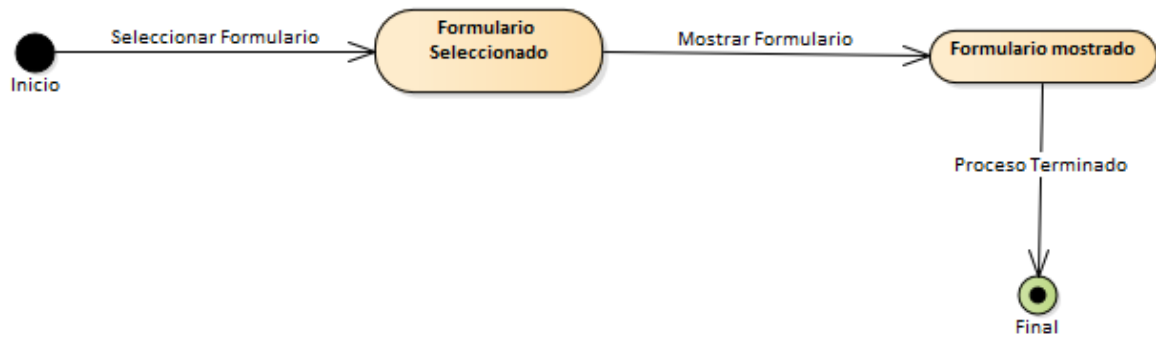 Seleccionar Formulario
Formulario
Seleccionado
Mostrar Formulario
Formulario mostrado
Inicio
Proceso Terminado
Final